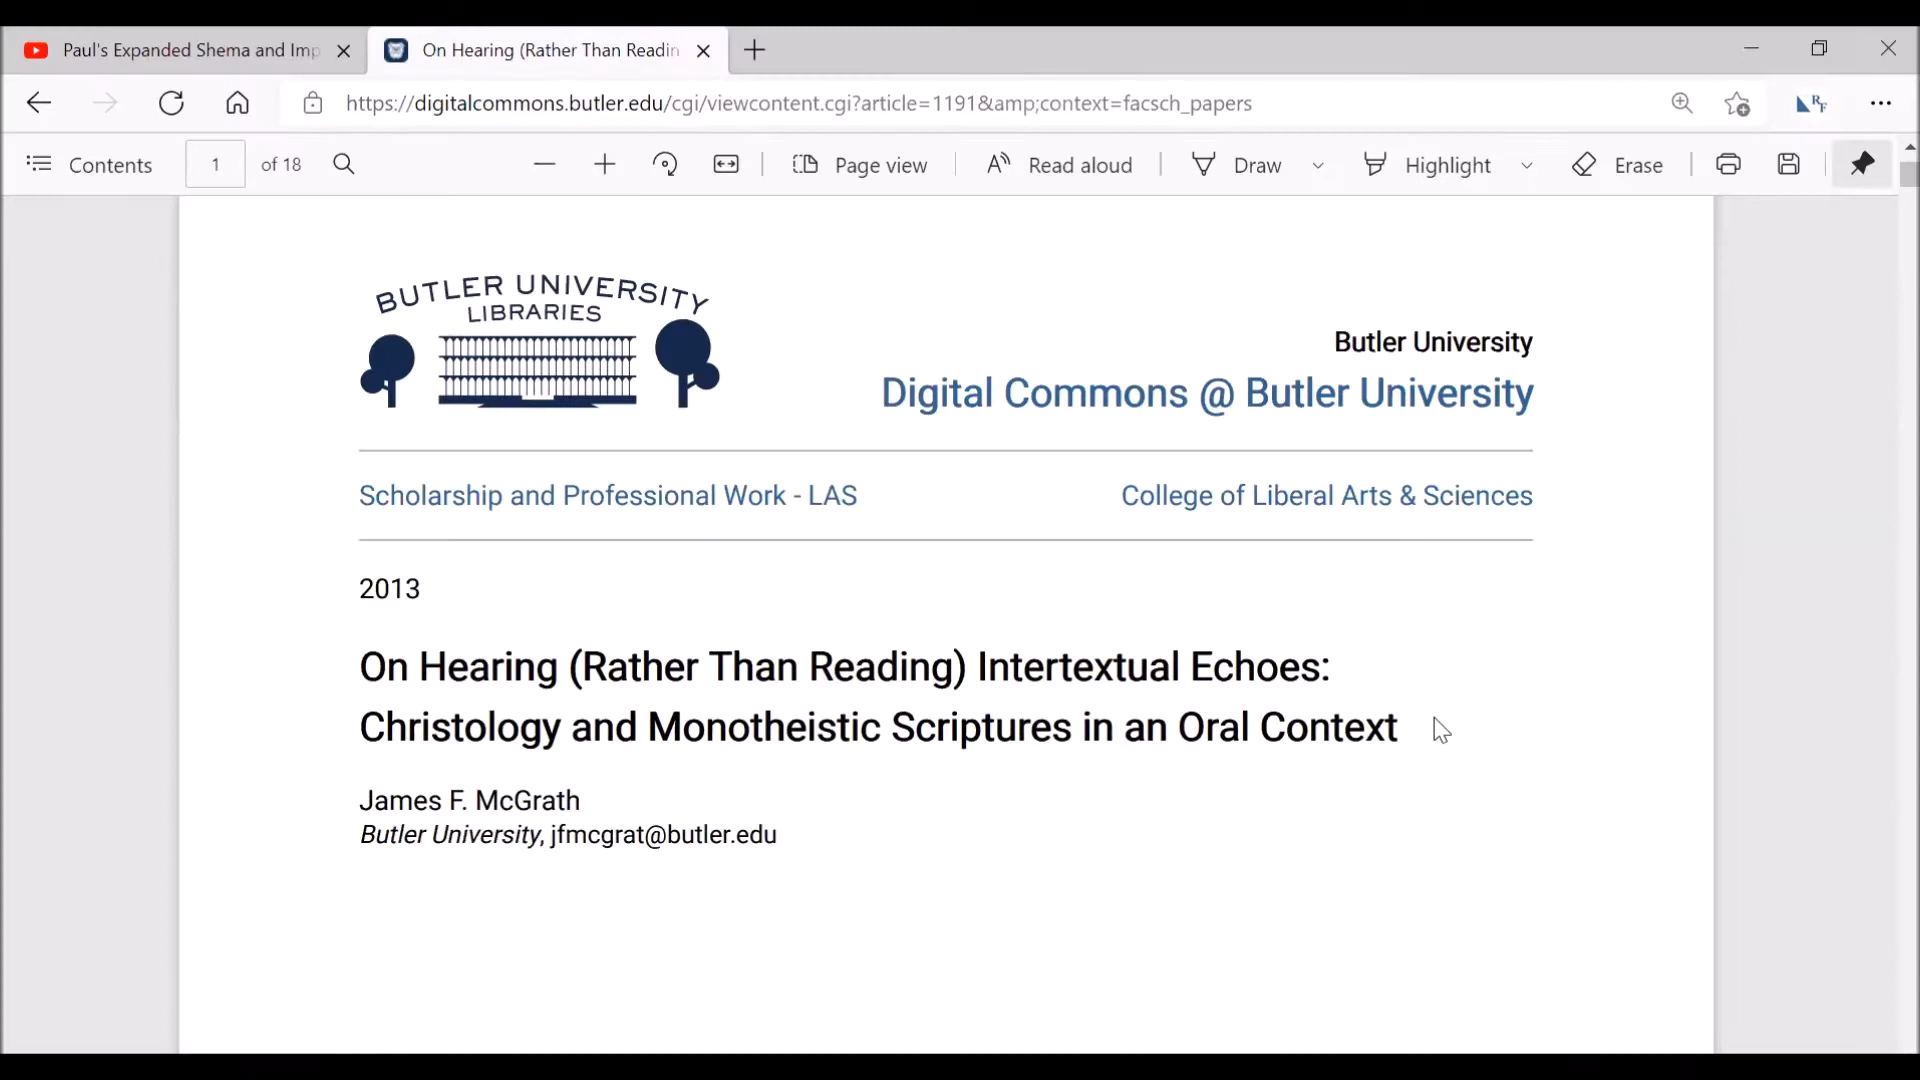 Paul's Expanded Shema and Imp
On Hearing (Rather Than Readin
https://digitalcommons.butler.edu/cgi/viewcontent.cgi?article=1191&amp;context=facsch_papers
RF
Contents
1
of 18
Page view
Read aloud
Draw
Highlight
Erase
BUTLER UNIVERSITY
LIBRARIES
Butler University
Digital Commons @ Butler University
Scholarship and Professional Work - LAS
College of Liberal Arts & Sciences
2013
On Hearing (Rather Than Reading) Intertextual Echoes:
Christology and Monotheistic Scriptures in an Oral Context
James F. McGrath
Butler University, jfmcgrat@butler.edu